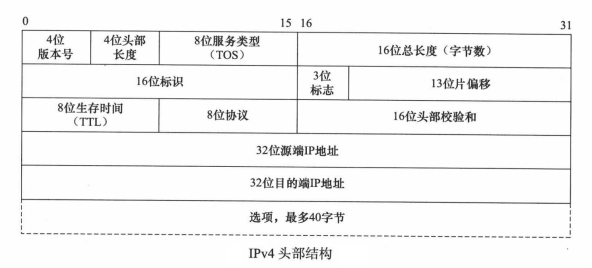 0 15 16 31
4位 4位头部 8位服务类型 16位总长度（字节数）
版本号 长度 （TOS）
16位标识 3位 13位片偏移
标志
8位生存时间 8位协议 16位头部校验和
（TTL）
32位源端IP地址
32位目的端IP地址
选项，最多40字节
IPv4 头部结构